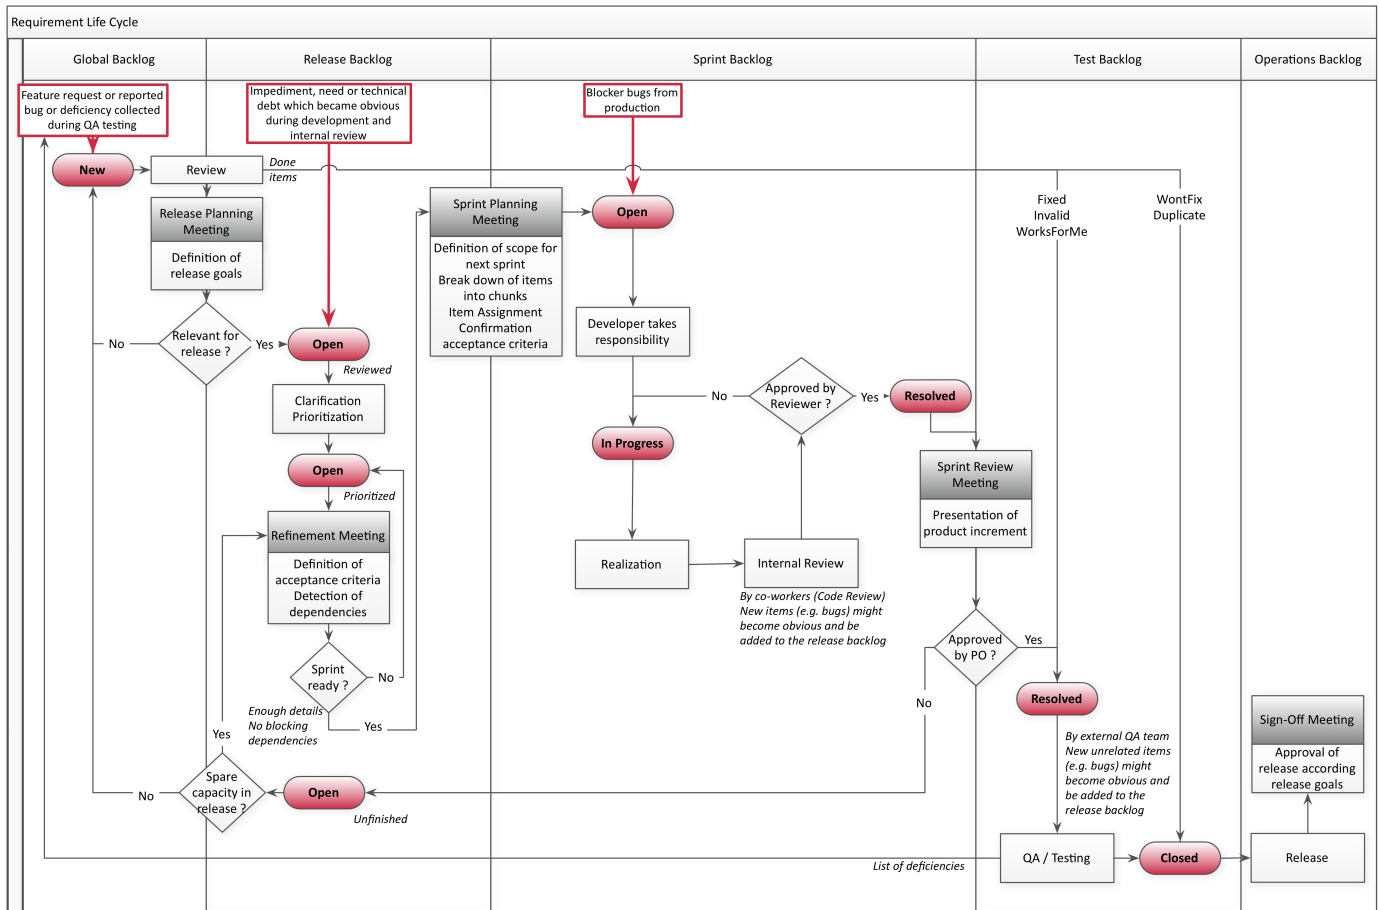 Requirement Life Cycle
Global Backlog
Release Backlog
Sprint Backlog
Test Backlog
Operations Backlog
Feature request or reported
bug or deficiency collected
during QA testing
Impediment, need or technical
debt which became obvious
during development and
internal review
Blocker bugs from
production
New
Review
Done
items
Release Planning
Meeting
Definition of
release goals
Sprint Planning
Meeting
Definition of scope for
next sprint
Break down of items
into chunks
Item Assignment
Confirmation
acceptance criteria
Open
Fixed
Invalid
WorksForMe
WontFix
Duplicate
Developer takes
responsibility
No
Relevant for
release ?
Yes
Open
Reviewed
Clarification
Prioritization
No
Approved by
Reviewer ?
Yes
Resolved
In Progress
Open
Prioritized
Sprint Review
Meeting
Presentation of
product increment
Refinement Meeting
Definition of
acceptance criteria
Detection of
dependencies
Realization
Internal Review
By co-workers (Code Review)
New items (e.g. bugs) might
become obvious and be
added to the release backlog
Approved
by PO ?
Yes
No
Sprint
ready ?
No
Enough details
No blocking
dependencies
Yes
Resolved
By external QA team
New unrelated items
(e.g. bugs) might
become obvious and
be added to the
release backlog
Sign-Off Meeting
Approval of
release according
release goals
Yes
No
Spare
capacity in
release ?
Open
Unfinished
List of deficiencies
QA / Testing
Closed
Release